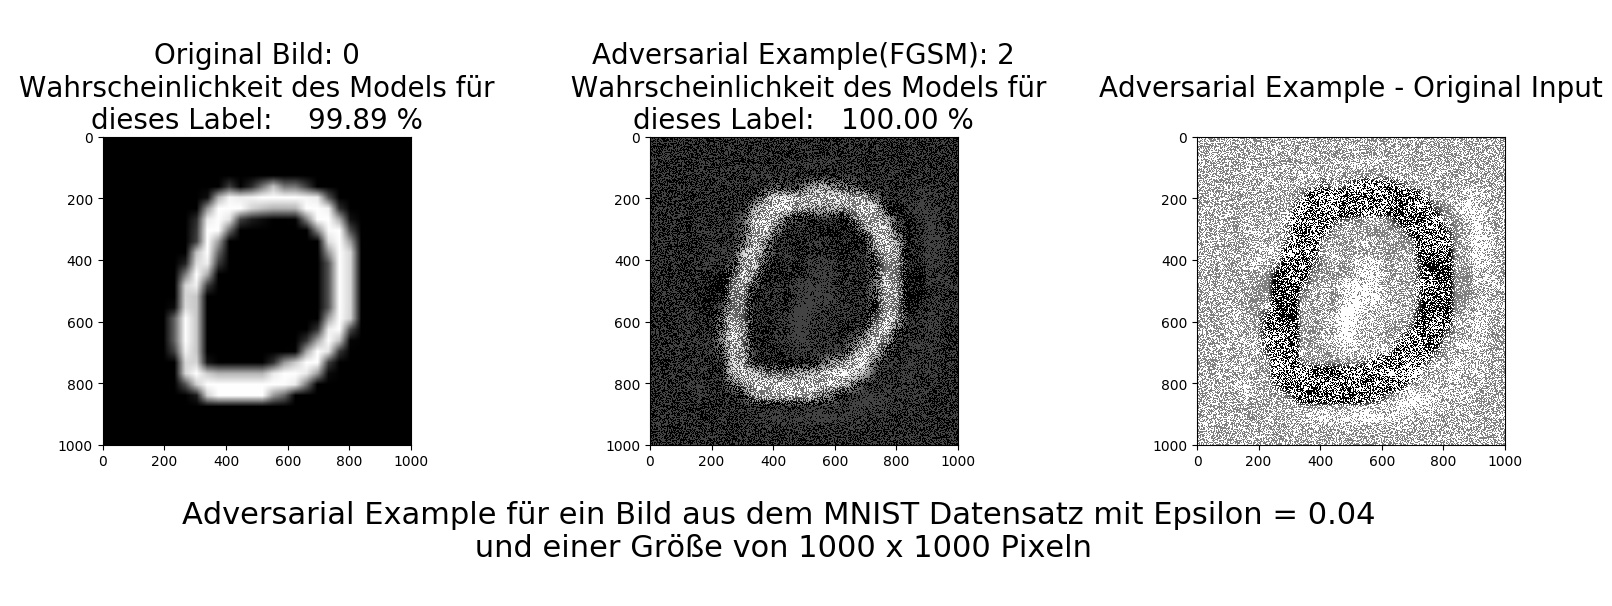 Original Bild: 0
Wahrscheinlichkeit des Models für
dieses Label: 99.89 %
0
200
400
600
800
1000
0 200 400 600 800 1000
Adversarial Example(FGSM): 2
Wahrscheinlichkeit des Models für
dieses Label: 100.00 %
0
200
400
600
800
1000
0 200 400 600 800 1000
Adversarial Example - Original Input
0
200
400
600
800
1000
0 200 400 600 800 1000
Adversarial Example für ein Bild aus dem MNIST Datensatz mit Epsilon = 0.04
und einer Größe von 1000 x 1000 Pixeln